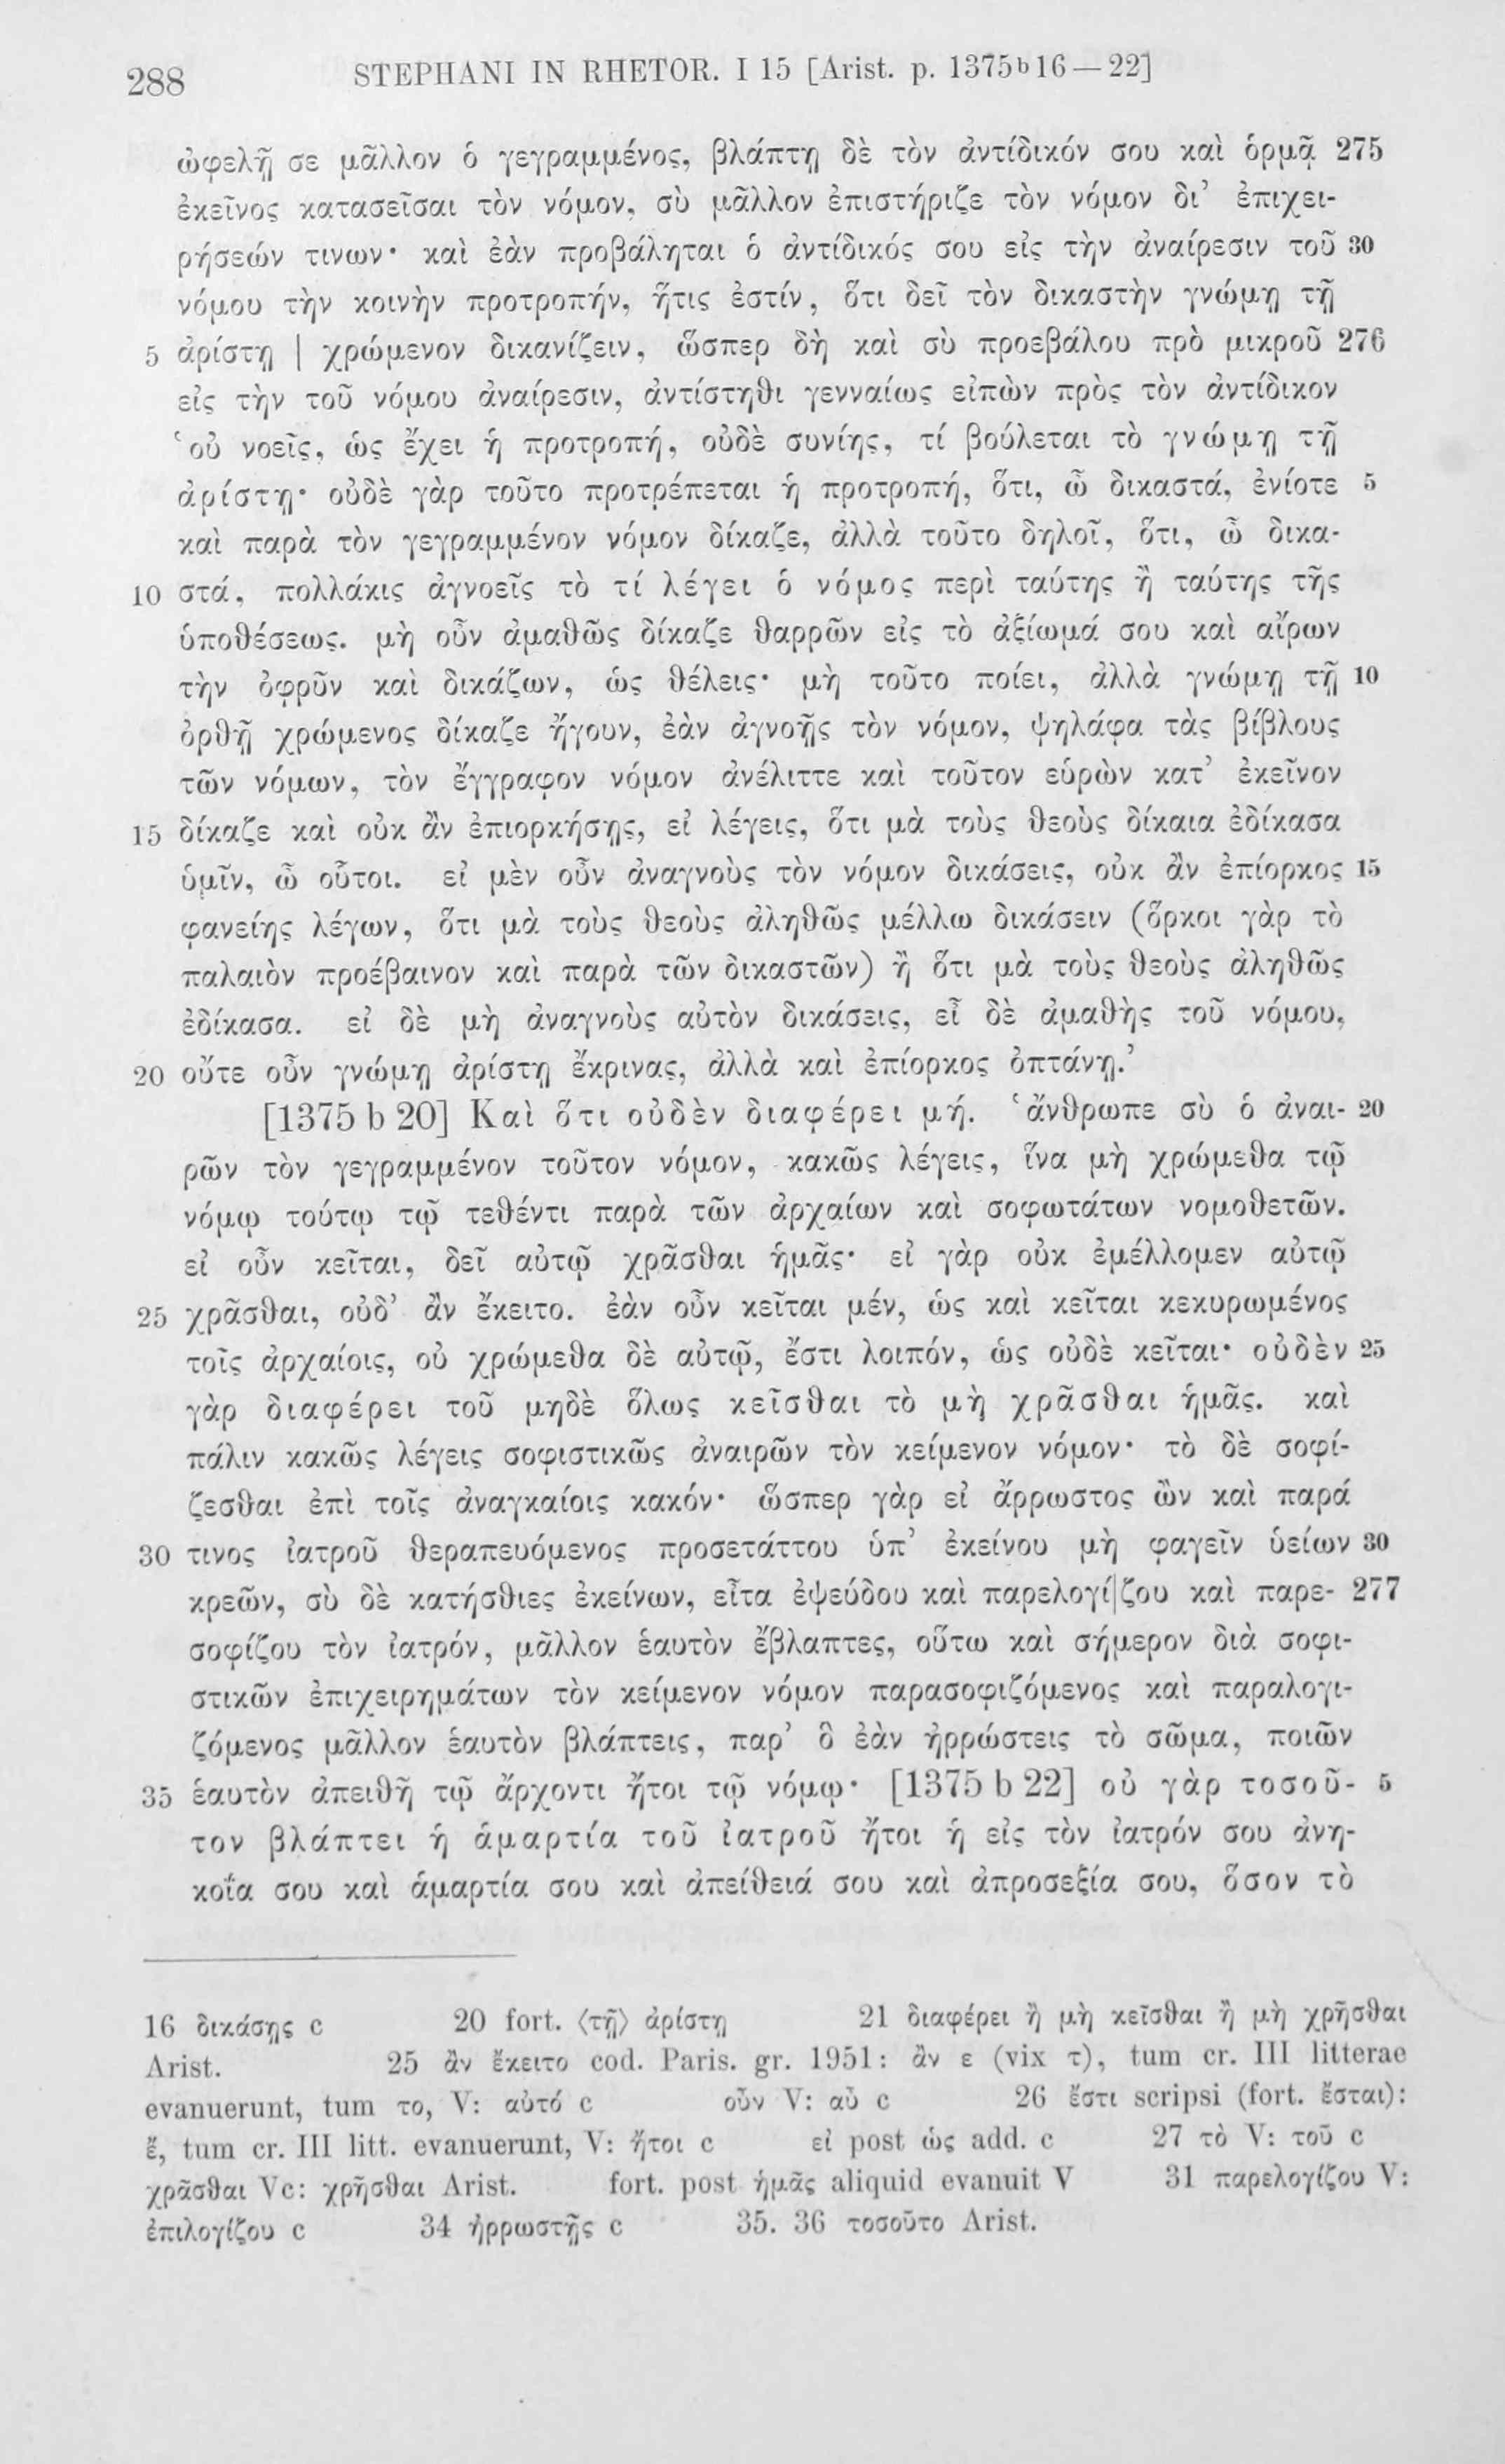 288 STEPHANI IN RHETOR. I 15 [Arist. p. 1375b16—22]
ὠφελῇ σε μᾶλλον ὁ γεγραμμένος, βλάπτῃ δὲ τὸν ἀντίδικόν σου καὶ ὁρμᾷ 275
ἐκεῖνος κατασεῖσαι τὸν νόμον, σὺ μᾶλλον ἐπιστήριζε τὸν νόμον δι’ ἐπιχει-
ρήσεών τινων· καὶ ἐὰν προβάληται ὁ ἀντίδικός σου εἰς τὴν ἀναίρεσιν τοῦ 30
νόμου τὴν κοινὴν προτροπήν, ἥτις ἐστίν, ὅτι δεῖ τὸν δικαστὴν γνώμῃ τῇ
5 ἀρίστῃ | χρώμενον δικανίζειν, ὥσπερ δὴ καὶ σὺ προεβάλου πρὸ μικροῦ 276
εἰς τὴν τοῦ νόμου ἀναίρεσιν, ἀντίστηθι γενναίως εἰπὼν πρὸς τὸν ἀντίδικον
‘οὐ νοεῖς, ὡς ἔχει ἡ προτροπή, οὐδὲ συνίης, τί βούλεται τὸ γνώμῃ τῇ
ἀρίστῃ· οὐδὲ γὰρ τοῦτο προτρέπεται ἡ προτροπή, ὅτι, ὦ δικαστά, ἐνίοτε 5
καὶ παρὰ τὸν γεγραμμένον νόμον δίκαζε, ἀλλὰ τοῦτο δηλοῖ, ὅτι, ὦ δικα-
10 στά, πολλάκις ἀγνοεῖς τὸ τί λέγει ὁ νόμος περὶ ταύτης ἢ ταύτης τῆς
ὑποθέσεως. μὴ οὖν ἀμαθῶς δίκαζε θαρρῶν εἰς τὸ ἀξίωμά σου καὶ αἴρων
τὴν ὀφρῦν καὶ δικάζων, ὡς θέλεις· μὴ τοῦτο ποίει, ἀλλὰ γνώμῃ τῇ 10
ὀρθῇ χρώμενος δίκαζε ἤγουν, ἐὰν ἀγνοῇς τὸν νόμον, ψηλάφα τὰς βίβλους
τῶν νόμων, τὸν ἔγγραφον νόμον ἀνέλιττε καὶ τοῦτον εὑρὼν κατ’ ἐκεῖνον
15 δίκαζε καὶ οὐκ ἂν ἐπιορκήσῃς, εἰ λέγεις, ὅτι μὰ τοὺς θεοὺς δίκαια ἐδίκασα
ὑμῖν, ὦ οὗτοι. εἰ μὲν οὖν ἀναγνοὺς τὸν νόμον δικάσεις, οὐκ ἂν ἐπίορκος 15
φανείης λέγων, ὅτι μὰ τοὺς θεοὺς ἀληθῶς μέλλω δικάσειν (ὅρκοι γὰρ τὸ
παλαιὸν προέβαινον καὶ παρὰ τῶν δικαστῶν) ἢ ὅτι μὰ τοὺς θεοὺς ἀληθῶς
ἐδίκασα. εἰ δὲ μὴ ἀναγνοὺς αὐτὸν δικάσεις, εἶ δὲ ἀμαθὴς τοῦ νόμου,
20 οὔτε οὖν γνώμῃ ἀρίστῃ ἔκρινας, ἀλλὰ καὶ ἐπίορκος ὀπτάνῃ.’
[1375 b 20] Καὶ ὅτι οὐδὲν διαφέρει μή. ‘ἄνθρωπε σὺ ὁ ἀναι- 20
ρῶν τὸν γεγραμμένον τοῦτον νόμον, κακῶς λέγεις, ἵνα μὴ χρώμεθα τῷ
νόμῳ τούτῳ τῷ τεθέντι παρὰ τῶν ἀρχαίων καὶ σοφωτάτων νομοθετῶν.
εἰ οὖν κεῖται, δεῖ αὐτῷ χρᾶσθαι ἡμᾶς· εἰ γὰρ οὐκ ἐμέλλομεν αὐτῷ
25 χρᾶσθαι, οὐδ’ ἂν ἔκειτο. ἐὰν οὖν κεῖται μέν, ὡς καὶ κεῖται κεκυρωμένος
τοῖς ἀρχαίοις, οὐ χρώμεθα δὲ αὐτῷ, ἔστι λοιπόν, ὡς οὐδὲ κεῖται· οὐδὲν 25
γὰρ διαφέρει τοῦ μηδὲ ὅλως κεῖσθαι τὸ μὴ χρᾶσθαι ἡμᾶς. καὶ
πάλιν κακῶς λέγεις σοφιστικῶς ἀναιρῶν τὸν κείμενον νόμον· τὸ δὲ σοφί-
ζεσθαι ἐπὶ τοῖς ἀναγκαίοις κακόν· ὥσπερ γὰρ εἰ ἄρρωστος ὢν καὶ παρά
30 τινος ἰατροῦ θεραπευόμενος προσετάττου ὑπ’ ἐκείνου μὴ φαγεῖν ὑείων 30
κρεῶν, σὺ δὲ κατήσθιες ἐκείνων, εἶτα ἐψεύδου καὶ παρελογί|ζου καὶ παρε- 277
σοφίζου τὸν ἰατρόν, μᾶλλον ἑαυτὸν ἔβλαπτες, οὕτω καὶ σήμερον διὰ σοφι-
στικῶν ἐπιχειρημάτων τὸν κείμενον νόμον παρασοφιζόμενος καὶ παραλογι-
ζόμενος μᾶλλον ἑαυτὸν βλάπτεις, παρ’ ὃ ἐὰν ἠρρώστεις τὸ σῶμα, ποιῶν
35 ἑαυτὸν ἀπειθῆ τῷ ἄρχοντι ἤτοι τῷ νόμῳ· [1375 b 22] οὐ γὰρ τοσοῦ- 5
τον βλάπτει ἡ ἁμαρτία τοῦ ἰατροῦ ἤτοι ἡ εἰς τὸν ἰατρόν σου ἀνη-
κοΐα σου καὶ ἁμαρτία σου καὶ ἀπείθειά σου καὶ ἀπροσεξία σου, ὅσον τὸ
16 δικάσῃς c 20 fort. ⟨τῇ⟩ ἀρίστῃ 21 διαφέρει ἢ μὴ κεῖσθαι ἢ μὴ χρῆσθαι
Arist. 25 ἂν ἔκειτο cod. Paris. gr. 1951: ἂν ε (vix τ), tum cr. III litterae
evanuerunt, tum το, V: αὐτό c οὖν V: αὖ c 26 ἔστι scripsi (fort. ἔσται):
ἔ, tum cr. III litt. evanuerunt, V: ἤτοι c εἰ post ὡς add. c 27 τὸ V: τοῦ c
χρᾶσθαι Vc: χρῆσθαι Arist. fort. post ἡμᾶς aliquid evanuit V 31 παρελογίζου V:
ἐπιλογίζου c 34 ἠρρωστῇς c 35. 36 τοσοῦτο Arist.